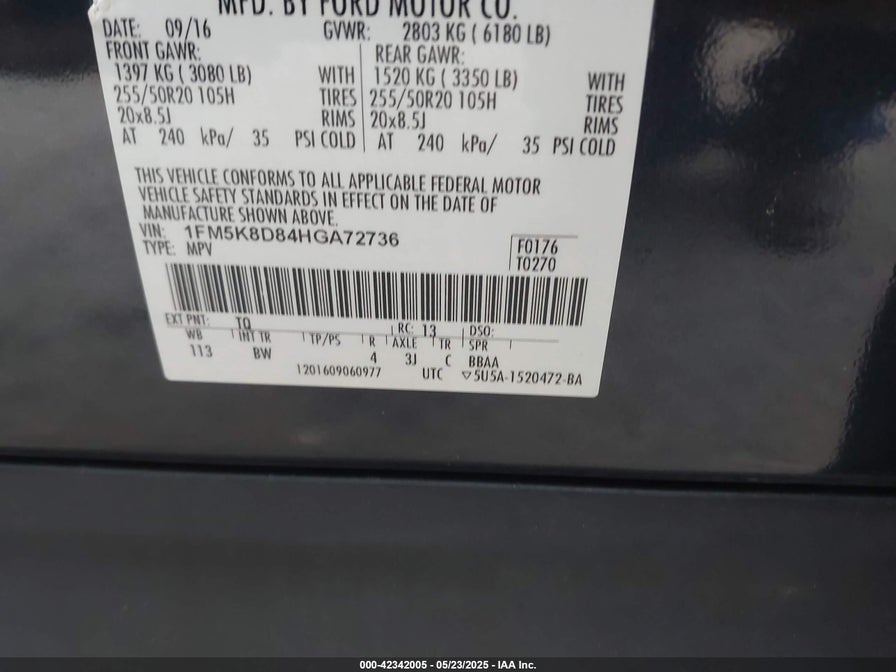 MFD. BY FORD MOTOR CO.
DATE: 09/16 GVWR: 2803 KG ( 6180 LB)
FRONT GAWR: REAR GAWR:
1397 KG ( 3080 LB) WITH 1520 KG ( 3350 LB) WITH
255/50R20 105H TIRES 255/50R20 105H TIRES
20x8.5J RIMS 20x8.5J RIMS
AT 240 kPa/ 35 PSI COLD AT 240 kPa/ 35 PSI COLD
THIS VEHICLE CONFORMS TO ALL APPLICABLE FEDERAL MOTOR
VEHICLE SAFETY STANDARDS IN EFFECT ON THE DATE OF
MANUFACTURE SHOWN ABOVE.
VIN: 1FM5K8D84HGA72736
TYPE: MPV
F0176
T0270
EXT PNT: TQ RC: 13 DSO:
WB INT TR TP/PS R AXLE TR SPR
113 BW 4 3J C BBAA
1201609060977 UTC ▽5U5A-1520472-BA
000-42342005 - 05/23/2025 - IAA Inc.